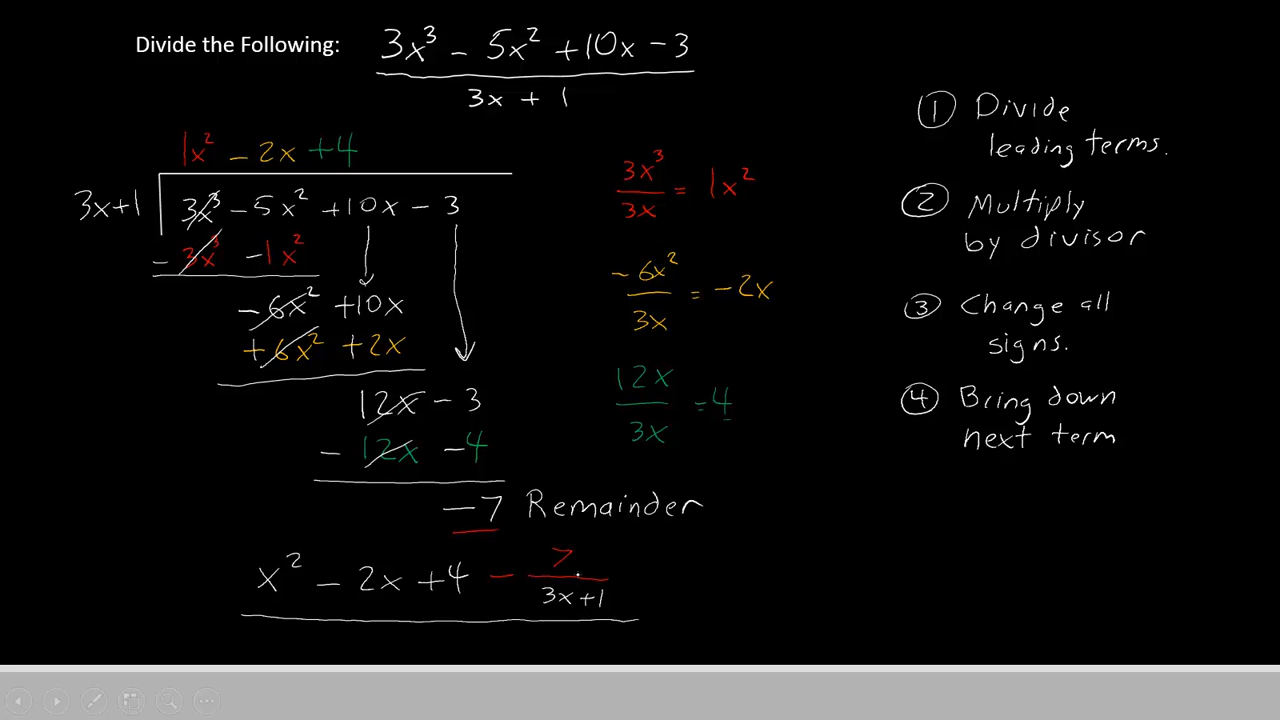 Divide the Following:
3x³ - 5x² + 10x - 3
3x + 1
1x² - 2x + 4
3x+1
3x³ - 5x² + 10x - 3
- 3x³ - 1x²
- 6x² + 10x
+ 6x² + 2x
12x - 3
- 12x - 4
-7 Remainder
x² - 2x + 4 - 7
3x+1
3x³
3x
= 1x²
-6x²
3x
= -2x
12x
3x
= 4
① Divide
leading terms.
② Multiply
by divisor
③ Change all
signs.
④ Bring down
next term